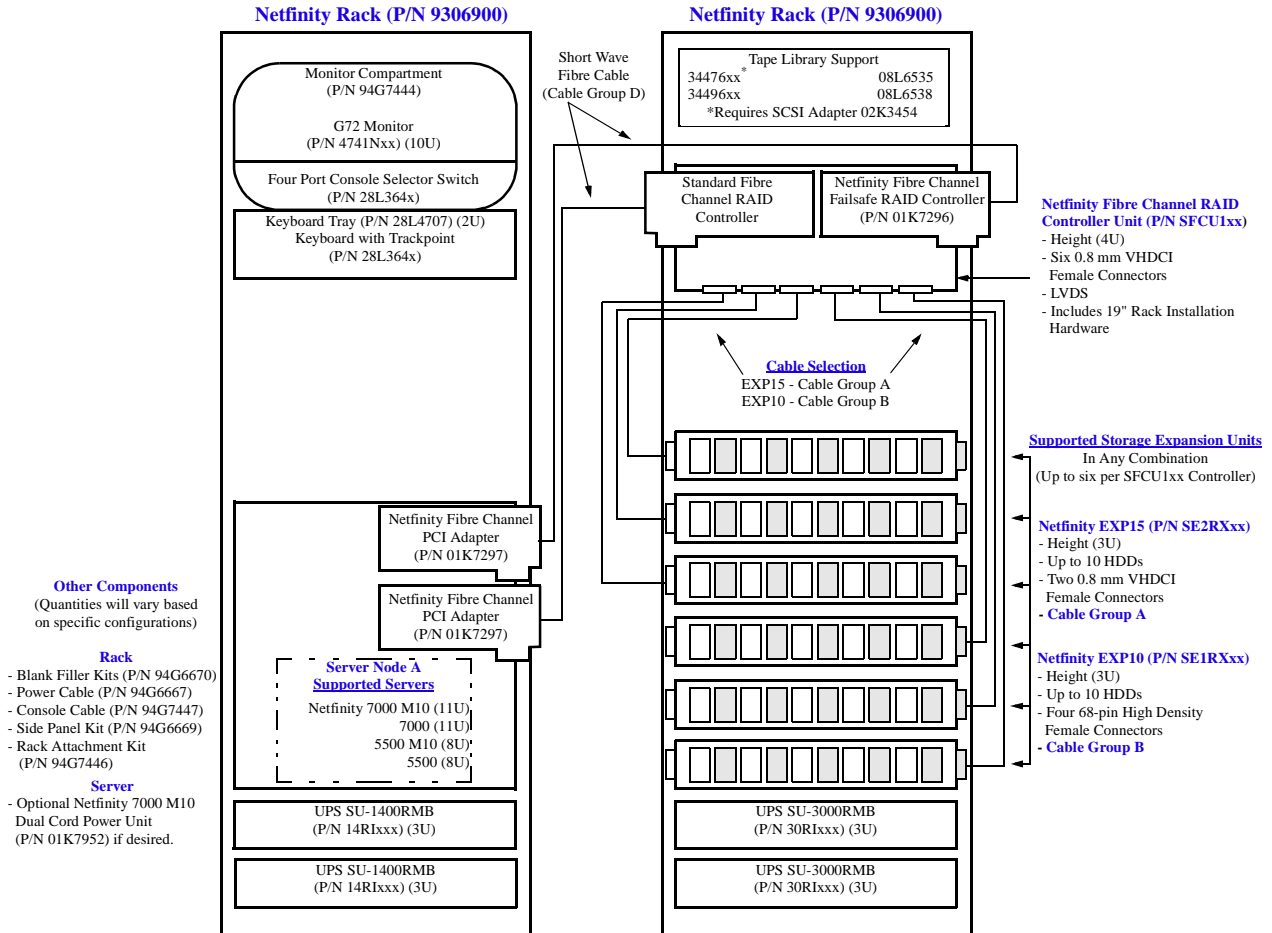 Netfinity Rack (P/N 9306900)
Monitor Compartment
(P/N 94G7444)
G72 Monitor
(P/N 4741Nxx) (10U)
Four Port Console Selector Switch
(P/N 28L364x)
Keyboard Tray (P/N 28L4707) (2U)
Keyboard with Trackpoint
(P/N 28L364x)
Short Wave
Fibre Cable
(Cable Group D)
Netfinity Fibre Channel
PCI Adapter
(P/N 01K7297)
Netfinity Fibre Channel
PCI Adapter
(P/N 01K7297)
Server Node A
Supported Servers
Netfinity 7000 M10 (11U)
7000 (11U)
5500 M10 (8U)
5500 (8U)
UPS SU-1400RMB
(P/N 14RIxxx) (3U)
UPS SU-1400RMB
(P/N 14RIxxx) (3U)
Other Components
(Quantities will vary based
on specific configurations)
Rack
- Blank Filler Kits (P/N 94G6670)
- Power Cable (P/N 94G6667)
- Console Cable (P/N 94G7447)
- Side Panel Kit (P/N 94G6669)
- Rack Attachment Kit
(P/N 94G7446)
Server
- Optional Netfinity 7000 M10
Dual Cord Power Unit
(P/N 01K7952) if desired.
Netfinity Rack (P/N 9306900)
Tape Library Support
34476xx* 08L6535
34496xx 08L6538
*Requires SCSI Adapter 02K3454
Standard Fibre
Channel RAID
Controller
Netfinity Fibre Channel
Failsafe RAID Controller
(P/N 01K7296)
Cable Selection
EXP15 - Cable Group A
EXP10 - Cable Group B
UPS SU-3000RMB
(P/N 30RIxxx) (3U)
UPS SU-3000RMB
(P/N 30RIxxx) (3U)
Netfinity Fibre Channel RAID
Controller Unit (P/N SFCU1xx)
- Height (4U)
- Six 0.8 mm VHDCI
Female Connectors
- LVDS
- Includes 19" Rack Installation
Hardware
Supported Storage Expansion Units
In Any Combination
(Up to six per SFCU1xx Controller)
Netfinity EXP15 (P/N SE2RXxx)
- Height (3U)
- Up to 10 HDDs
- Two 0.8 mm VHDCI
Female Connectors
- Cable Group A
Netfinity EXP10 (P/N SE1RXxx)
- Height (3U)
- Up to 10 HDDs
- Four 68-pin High Density
Female Connectors
- Cable Group B